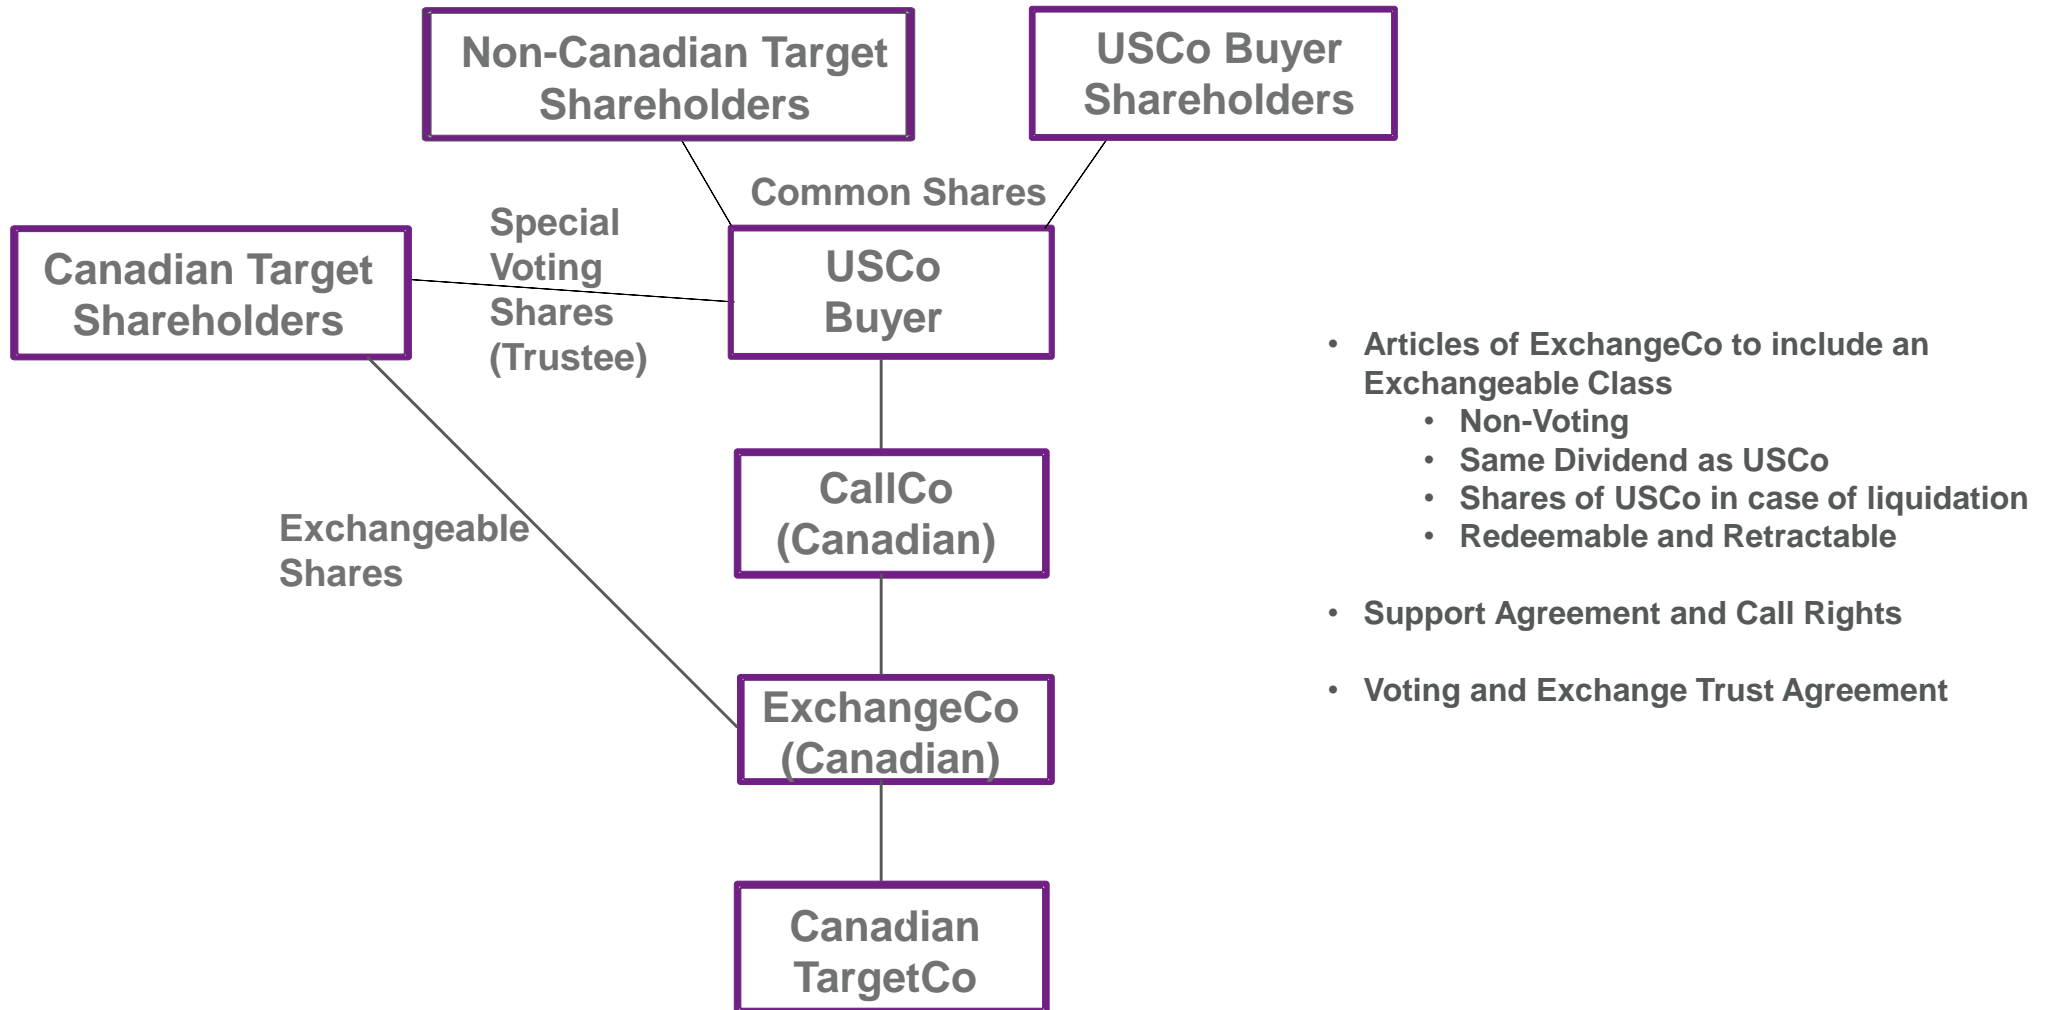 Non-Canadian Target
Shareholders
USCo Buyer
Shareholders
Common Shares
Special
Voting
Shares
(Trustee)
Canadian Target
Shareholders
USCo
Buyer
• Articles of ExchangeCo to include an
Exchangeable Class
• Non-Voting
• Same Dividend as USCo
• Shares of USCo in case of liquidation
• Redeemable and Retractable
• Support Agreement and Call Rights
• Voting and Exchange Trust Agreement
CallCo
(Canadian)
Exchangeable
Shares
ExchangeCo
(Canadian)
Canadian
TargetCo